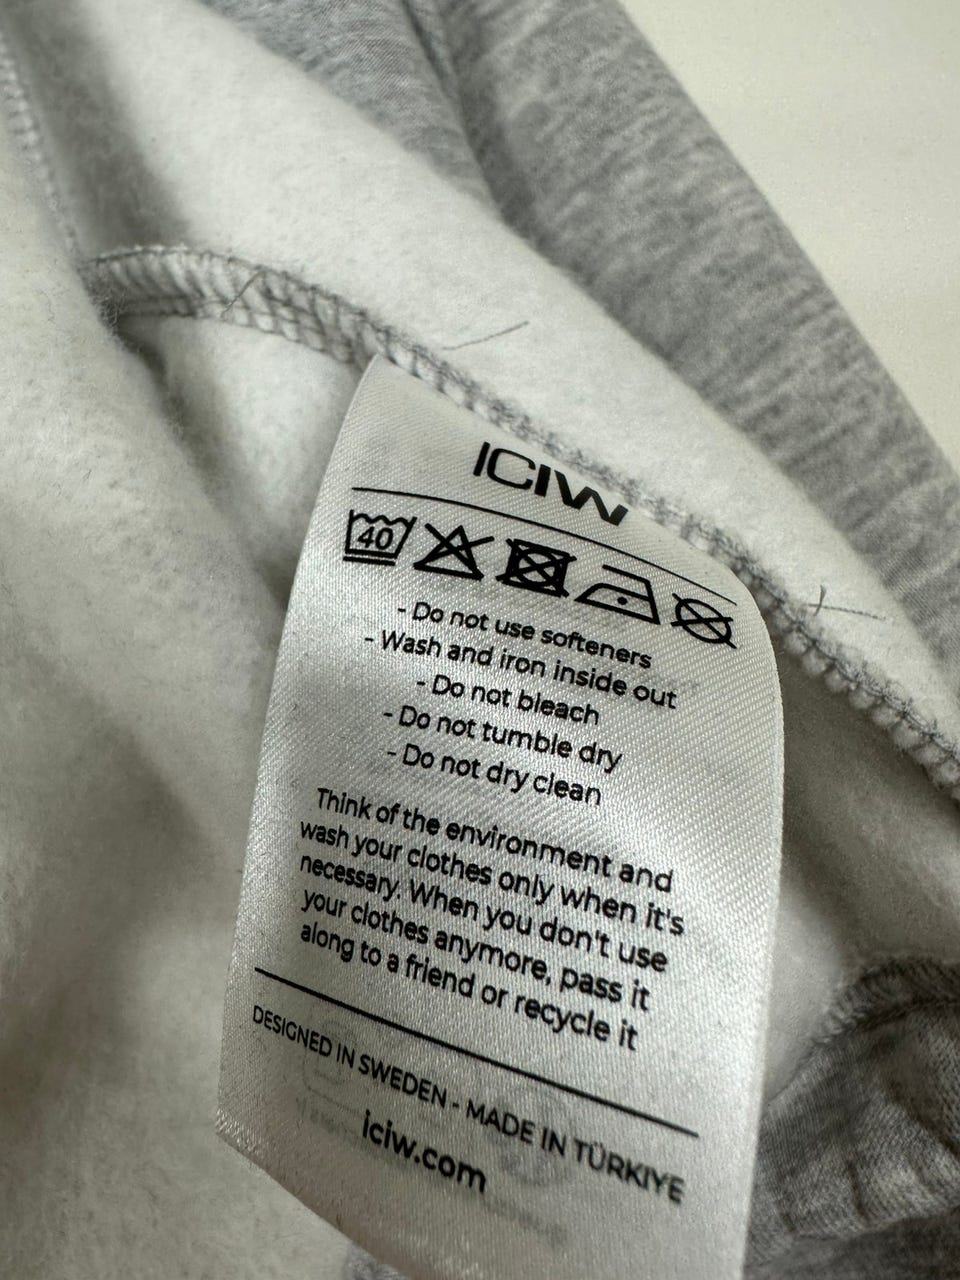 ICIW
40
- Do not use softeners
- Wash and iron inside out
- Do not bleach
- Do not tumble dry
- Do not dry clean
Think of the environment and
wash your clothes only when it's
necessary. When you don't use
your clothes anymore, pass it
along to a friend or recycle it
DESIGNED IN SWEDEN - MADE IN TÜRKIYE
iciw.com